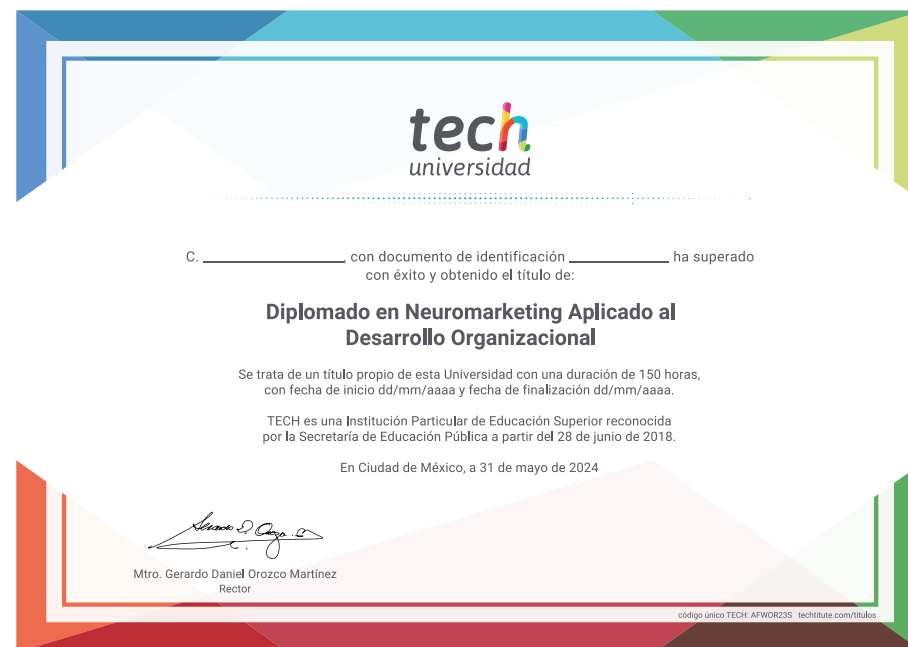 tech
universidad
C. ____________, con documento de identificación ____________ ha superado
con éxito y obtenido el título de:
Diplomado en Neuromarketing Aplicado al
Desarrollo Organizacional
Se trata de un título propio de esta Universidad con una duración de 150 horas,
con fecha de inicio dd/mm/aaaa y fecha de finalización dd/mm/aaaa.
TECH es una Institución Particular de Educación Superior reconocida
por la Secretaría de Educación Pública a partir del 28 de junio de 2018.
En Ciudad de México, a 31 de mayo de 2024
Mtro. Gerardo Daniel Orozco Martínez
Rector
código único TECH: AFWOR23S techtitute.com/titulos